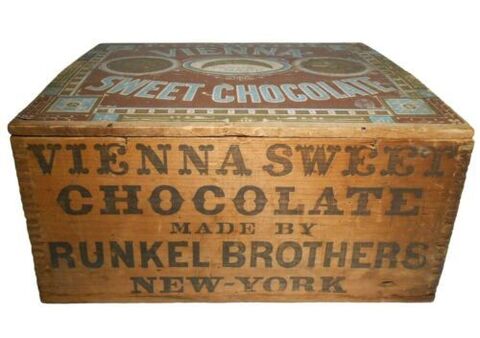 VIENNA
SWEET CHOCOLATE
VIENNA SWEET
CHOCOLATE
MADE BY
RUNKEL BROTHERS
NEW-YORK